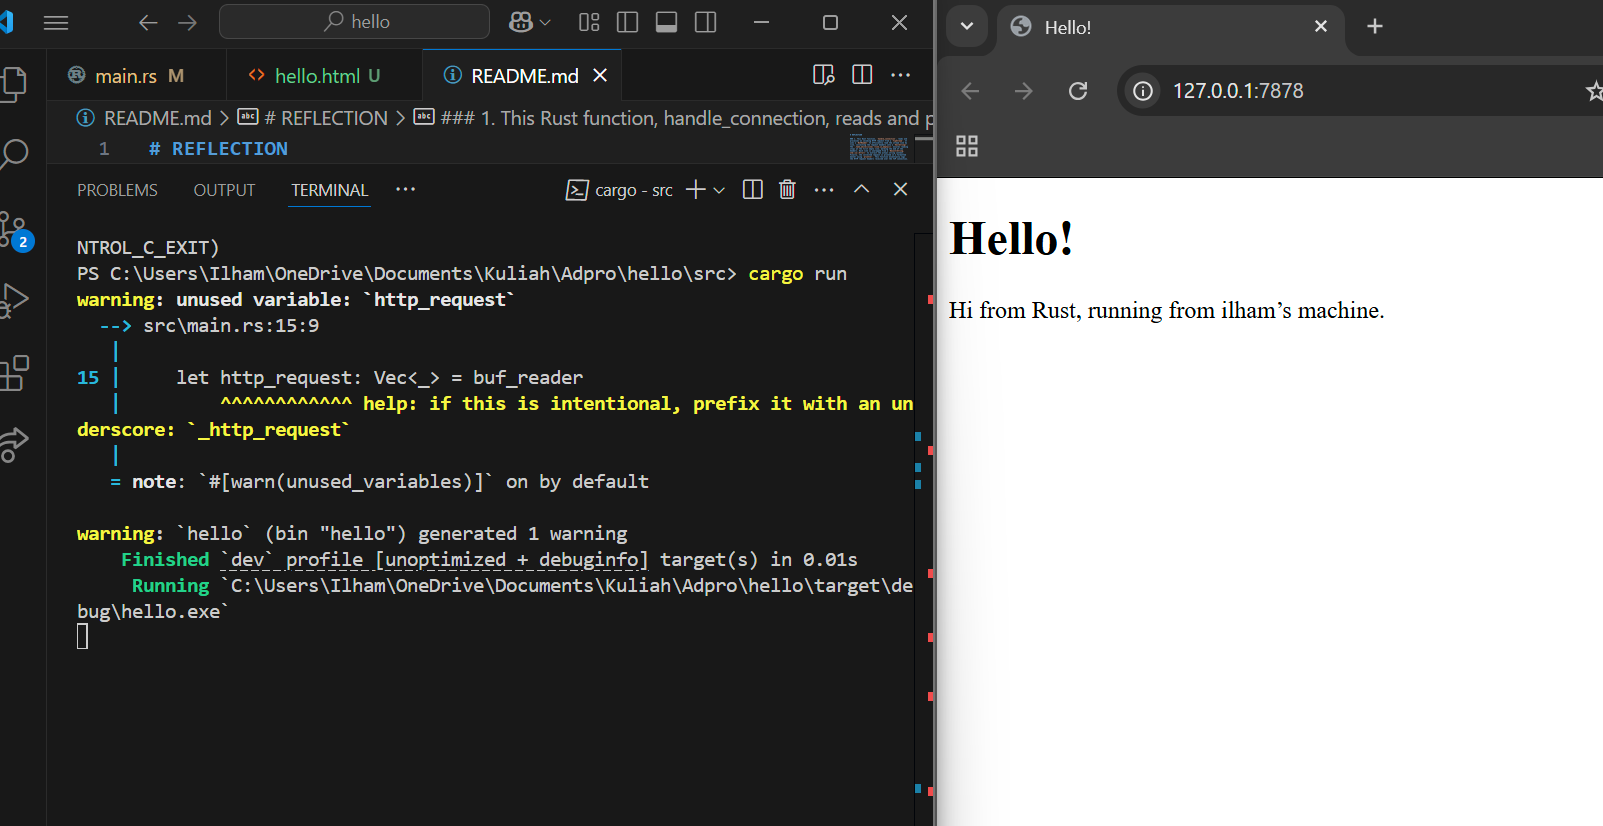 hello
main.rs M
hello.html U
README.md
README.md > # REFLECTION > ### 1. This Rust function, handle_connection, reads and p
1 # REFLECTION
PROBLEMS OUTPUT TERMINAL ··· cargo - src
NTROL_C_EXIT)
PS C:\Users\Ilham\OneDrive\Documents\Kuliah\Adpro\hello\src> cargo run
warning: unused variable: `http_request`
--> src\main.rs:15:9
|
15 | let http_request: Vec<_> = buf_reader
| ^^^^^^^^^^^^ help: if this is intentional, prefix it with an un
derscore: `_http_request`
|
= note: `#[warn(unused_variables)]` on by default
warning: `hello` (bin "hello") generated 1 warning
Finished `dev` profile [unoptimized + debuginfo] target(s) in 0.01s
Running `C:\Users\Ilham\OneDrive\Documents\Kuliah\Adpro\hello\target\de
bug\hello.exe`
2
Hello!
127.0.0.1:7878
Hello!
Hi from Rust, running from ilham’s machine.